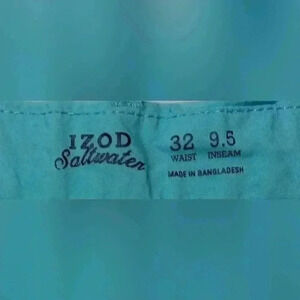 IZOD
Saltwater
32 9.5
WAIST INSEAM
MADE IN BANGLADESH